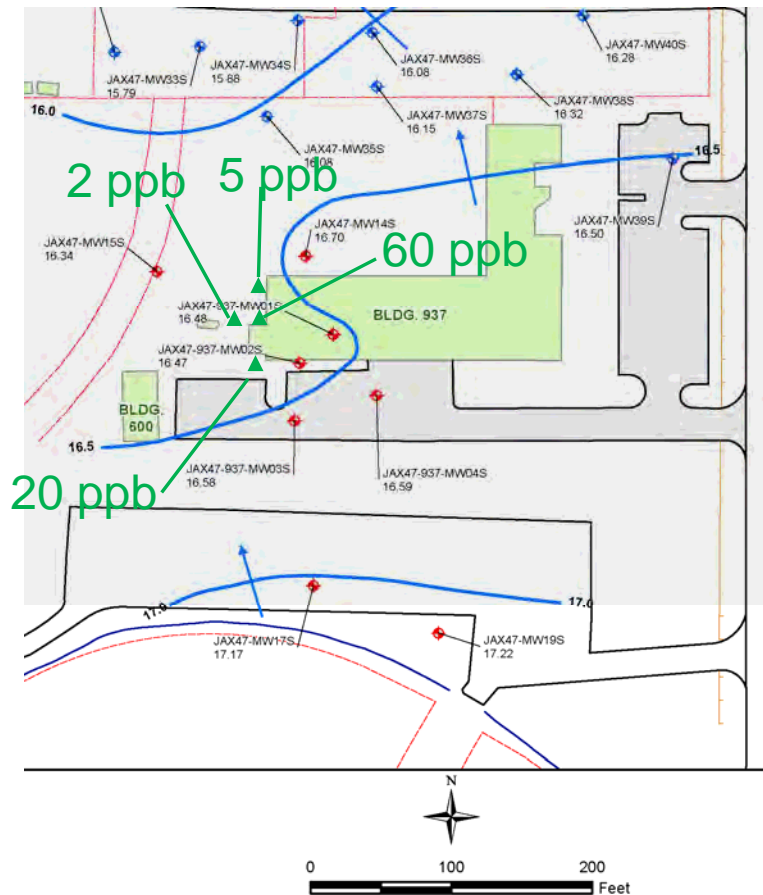 JAX47-MW33S
15.79
JAX47-MW34S
15.88
JAX47-MW36S
16.08
JAX47-MW40S
16.28
JAX47-MW38S
16.32
JAX47-MW37S
16.15
16.0
JAX47-MW35S
16.08
16.5
2 ppb
5 ppb
JAX47-MW39S
16.50
JAX47-MW14S
16.70
JAX47-MW15S
16.34
60 ppb
JAX47-937-MW01S
16.48
BLDG. 937
JAX47-937-MW02S
16.47
BLDG.
600
16.5
JAX47-937-MW03S
16.58
JAX47-937-MW04S
16.59
20 ppb
17.0
17.0
JAX47-MW17S
17.17
JAX47-MW19S
17.22
N
0 100 200
Feet